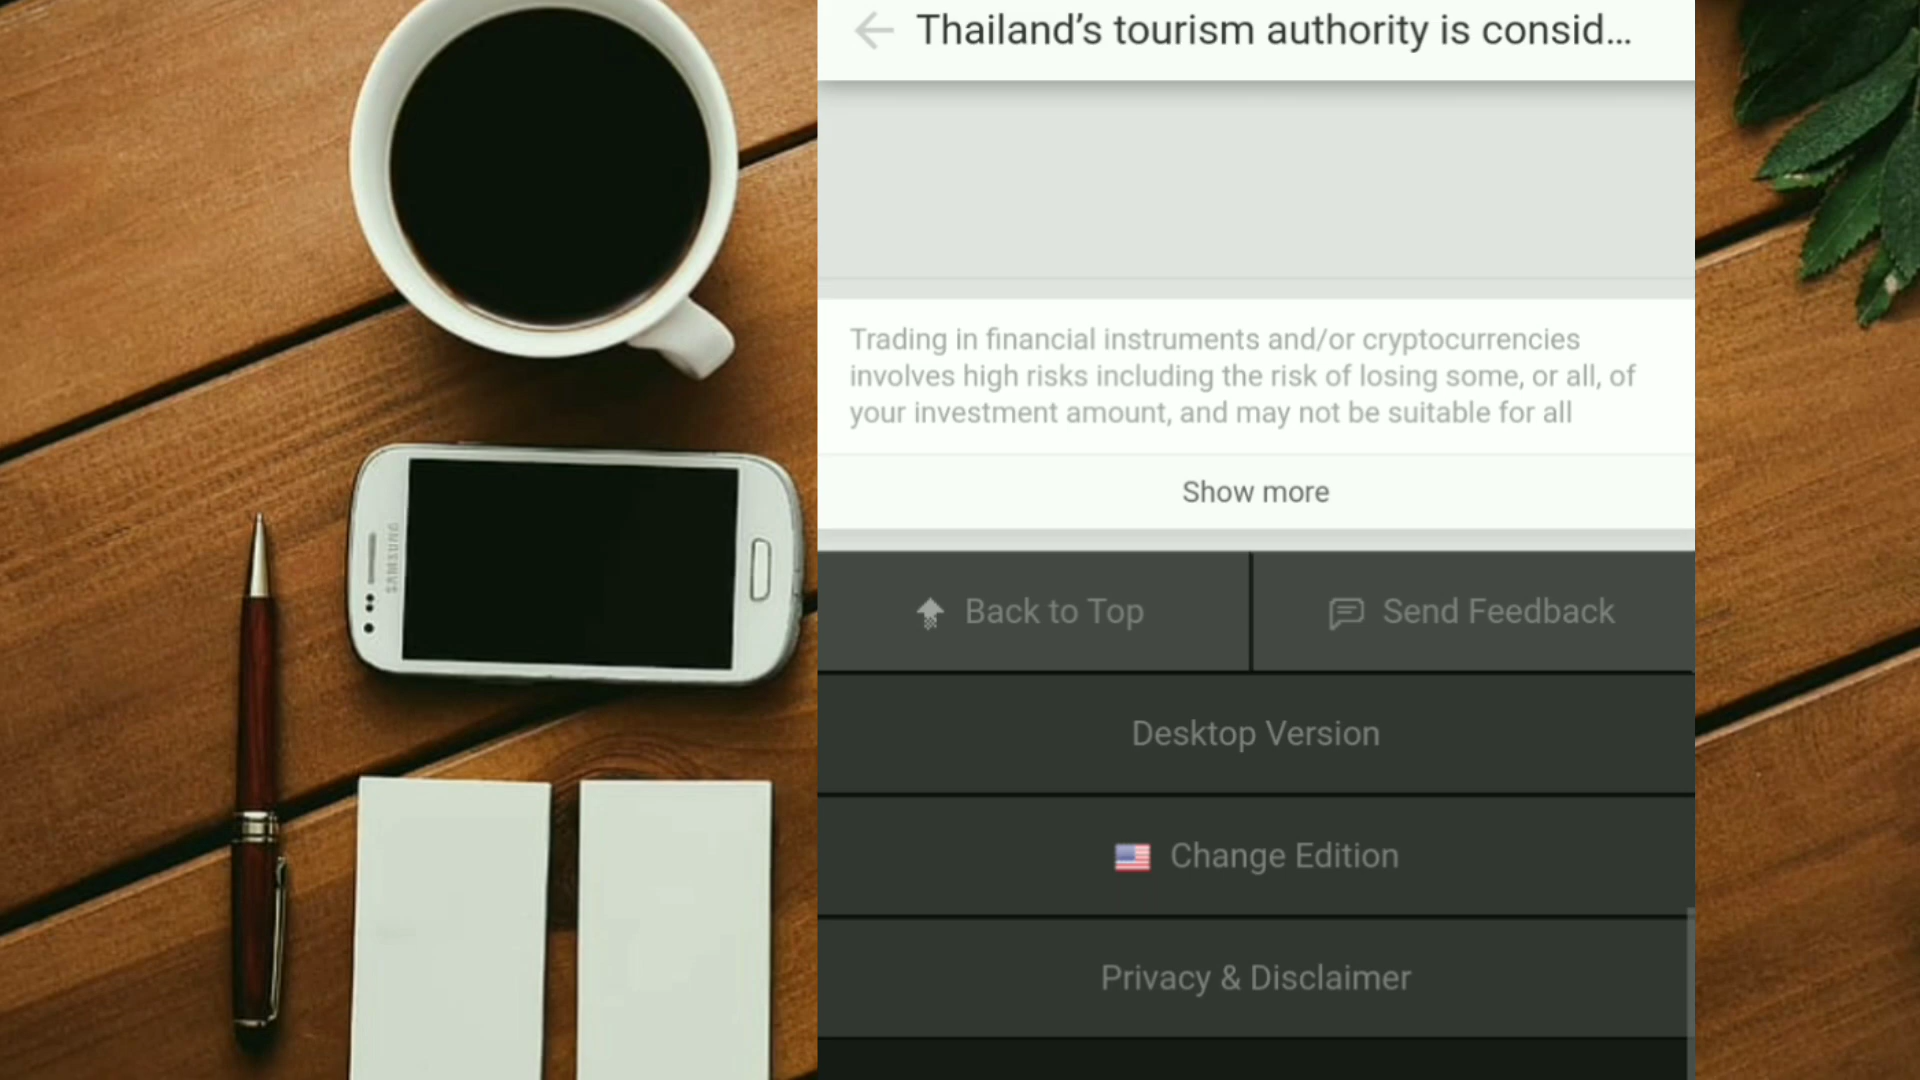 Thailand’s tourism authority is consid...
Trading in financial instruments and/or cryptocurrencies
involves high risks including the risk of losing some, or all, of
your investment amount, and may not be suitable for all
Show more
SAMSUNG
Back to Top
Send Feedback
Desktop Version
Change Edition
Privacy & Disclaimer